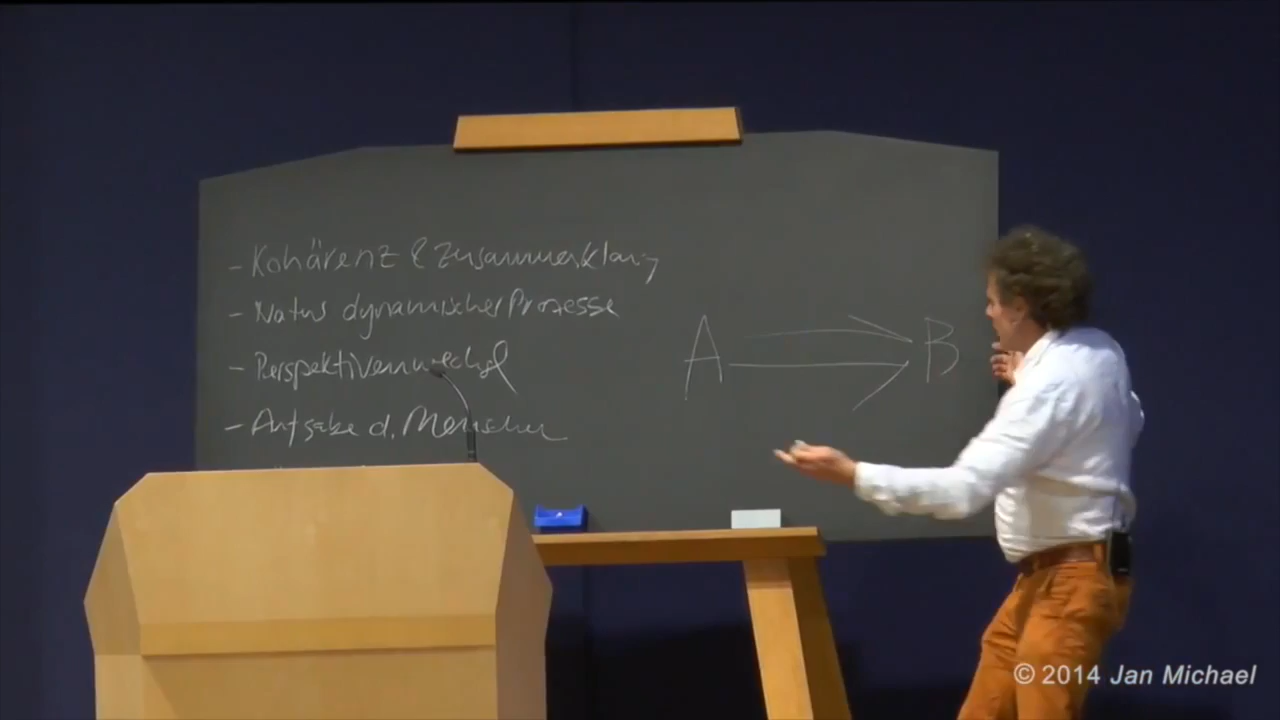 - Kohärenz & Zusammenklang
- Natur dynamischer Prozesse
- Perspektivenwechsel
- Aufgabe d. Menschen
A B
© 2014 Jan Michael